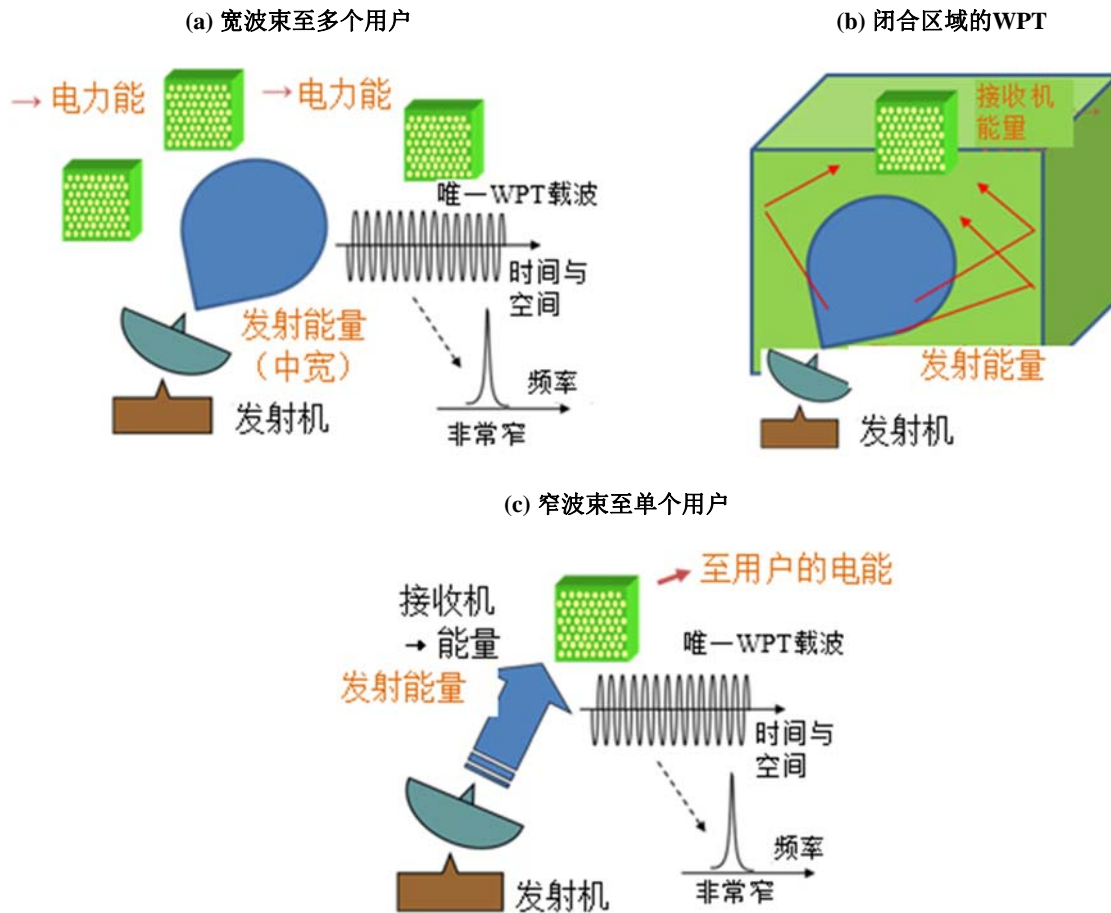 (a) 宽波束至多个用户
→ 电力能
→ 电力能
唯一WPT载波
时间与
空间
发射能量
（中宽）
频率
发射机
非常窄
(b) 闭合区域的WPT
接收机
能量
发射能量
发射机
(c) 窄波束至单个用户
至用户的电能
接收机
→ 能量
发射能量
唯一WPT载波
时间与
空间
频率
发射机
非常窄